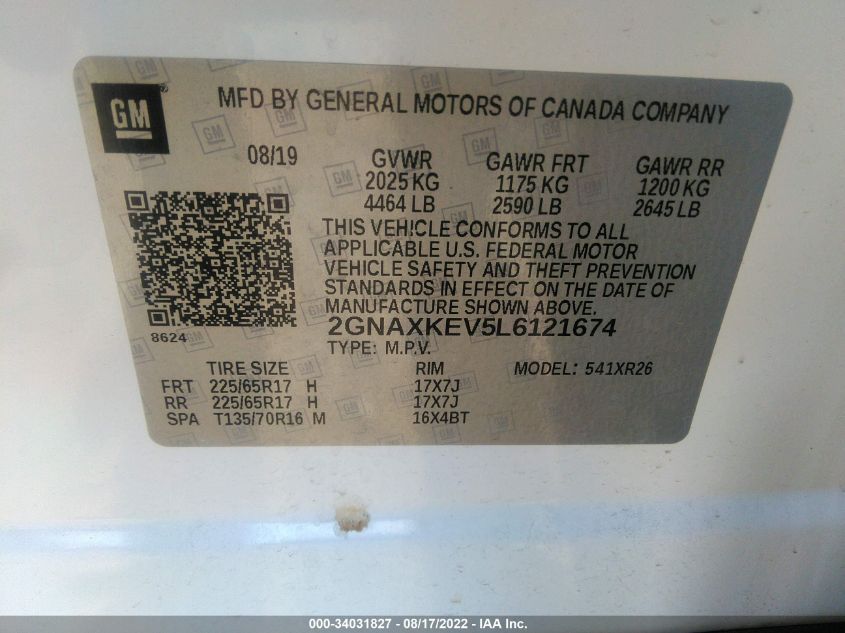 GM
MFD BY GENERAL MOTORS OF CANADA COMPANY
08/19 GVWR GAWR FRT GAWR RR
2025 KG 1175 KG 1200 KG
4464 LB 2590 LB 2645 LB
THIS VEHICLE CONFORMS TO ALL
APPLICABLE U.S. FEDERAL MOTOR
VEHICLE SAFETY AND THEFT PREVENTION
STANDARDS IN EFFECT ON THE DATE OF
MANUFACTURE SHOWN ABOVE.
8624
2GNAXKEV5L6121674
TYPE: M.P.V.
TIRE SIZE RIM MODEL: 541XR26
FRT 225/65R17 H 17X7J
RR 225/65R17 H 17X7J
SPA T135/70R16 M 16X4BT
000-34031827 - 08/17/2022 - IAA Inc.